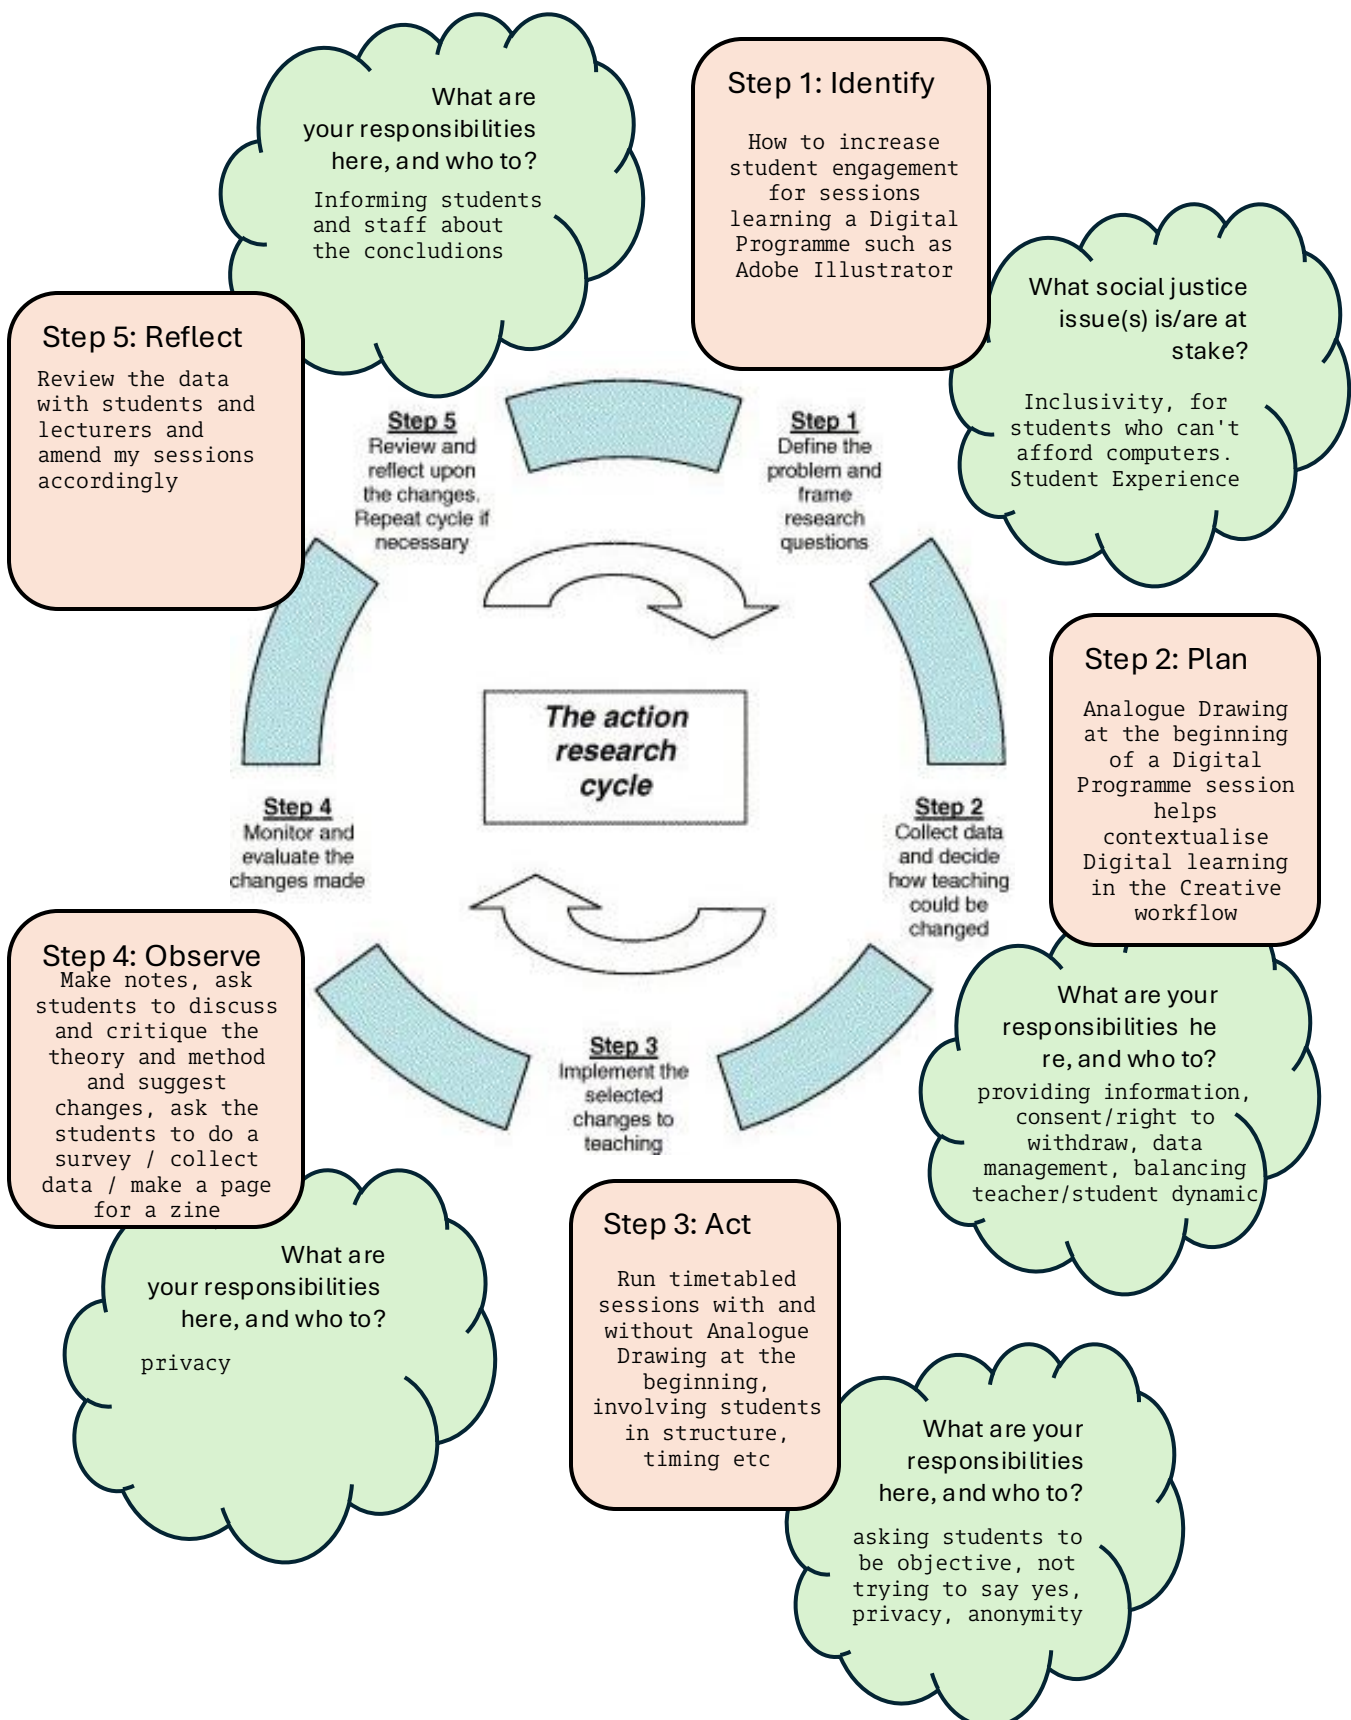 What are
your responsibilities
here, and who to?
Informing students
and staff about
the concludions
Step 1: Identify
How to increase
student engagement
for sessions
learning a Digital
Programme such as
Adobe Illustrator
What social justice
issue(s) is/are at
stake?
Inclusivity, for
students who can't
afford computers.
Student Experience
Step 5: Reflect
Review the data
with students and
lecturers and
amend my sessions
accordingly
Step 5
Review and
reflect upon
the changes.
Repeat cycle if
necessary
Step 1
Define the
problem and
frame
research
questions
The action
research
cycle
Step 2: Plan
Analogue Drawing
at the beginning
of a Digital
Programme session
helps
contextualise
Digital learning
in the Creative
workflow
Step 4
Monitor and
evaluate the
changes made
Step 2
Collect data
and decide
how teaching
could be
changed
Step 4: Observe
Make notes, ask
students to discuss
and critique the
theory and method
and suggest
changes, ask the
students to do a
survey / collect
data / make a page
for a zine
What are your
responsibilities he
re, and who to?
providing information,
consent/right to
withdraw, data
management, balancing
teacher/student dynamic
Step 3
Implement the
selected
changes to
teaching
What are
your responsibilities
here, and who to?
privacy
Step 3: Act
Run timetabled
sessions with and
without Analogue
Drawing at the
beginning,
involving students
in structure,
timing etc
What are your
responsibilities
here, and who to?
asking students to
be objective, not
trying to say yes,
privacy, anonymity